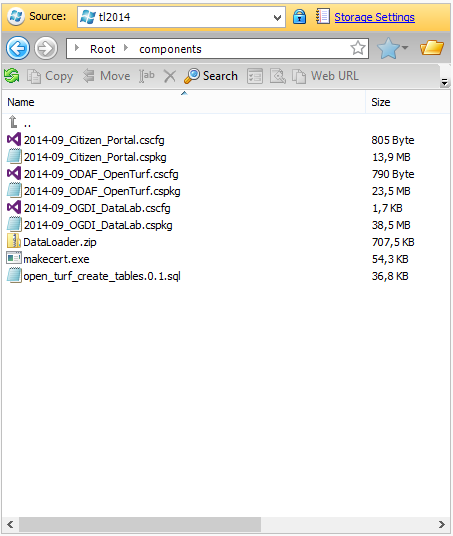 Source: tl2014 Storage Settings
Root components
Copy Move Search Web URL
Name Size
..
2014-09_Citizen_Portal.cscfg 805 Byte
2014-09_Citizen_Portal.cspkg 13,9 MB
2014-09_ODAF_OpenTurf.cscfg 790 Byte
2014-09_ODAF_OpenTurf.cspkg 23,5 MB
2014-09_OGDI_DataLab.cscfg 1,7 KB
2014-09_OGDI_DataLab.cspkg 38,5 MB
DataLoader.zip 707,5 KB
makecert.exe 54,3 KB
open_turf_create_tables.0.1.sql 36,8 KB